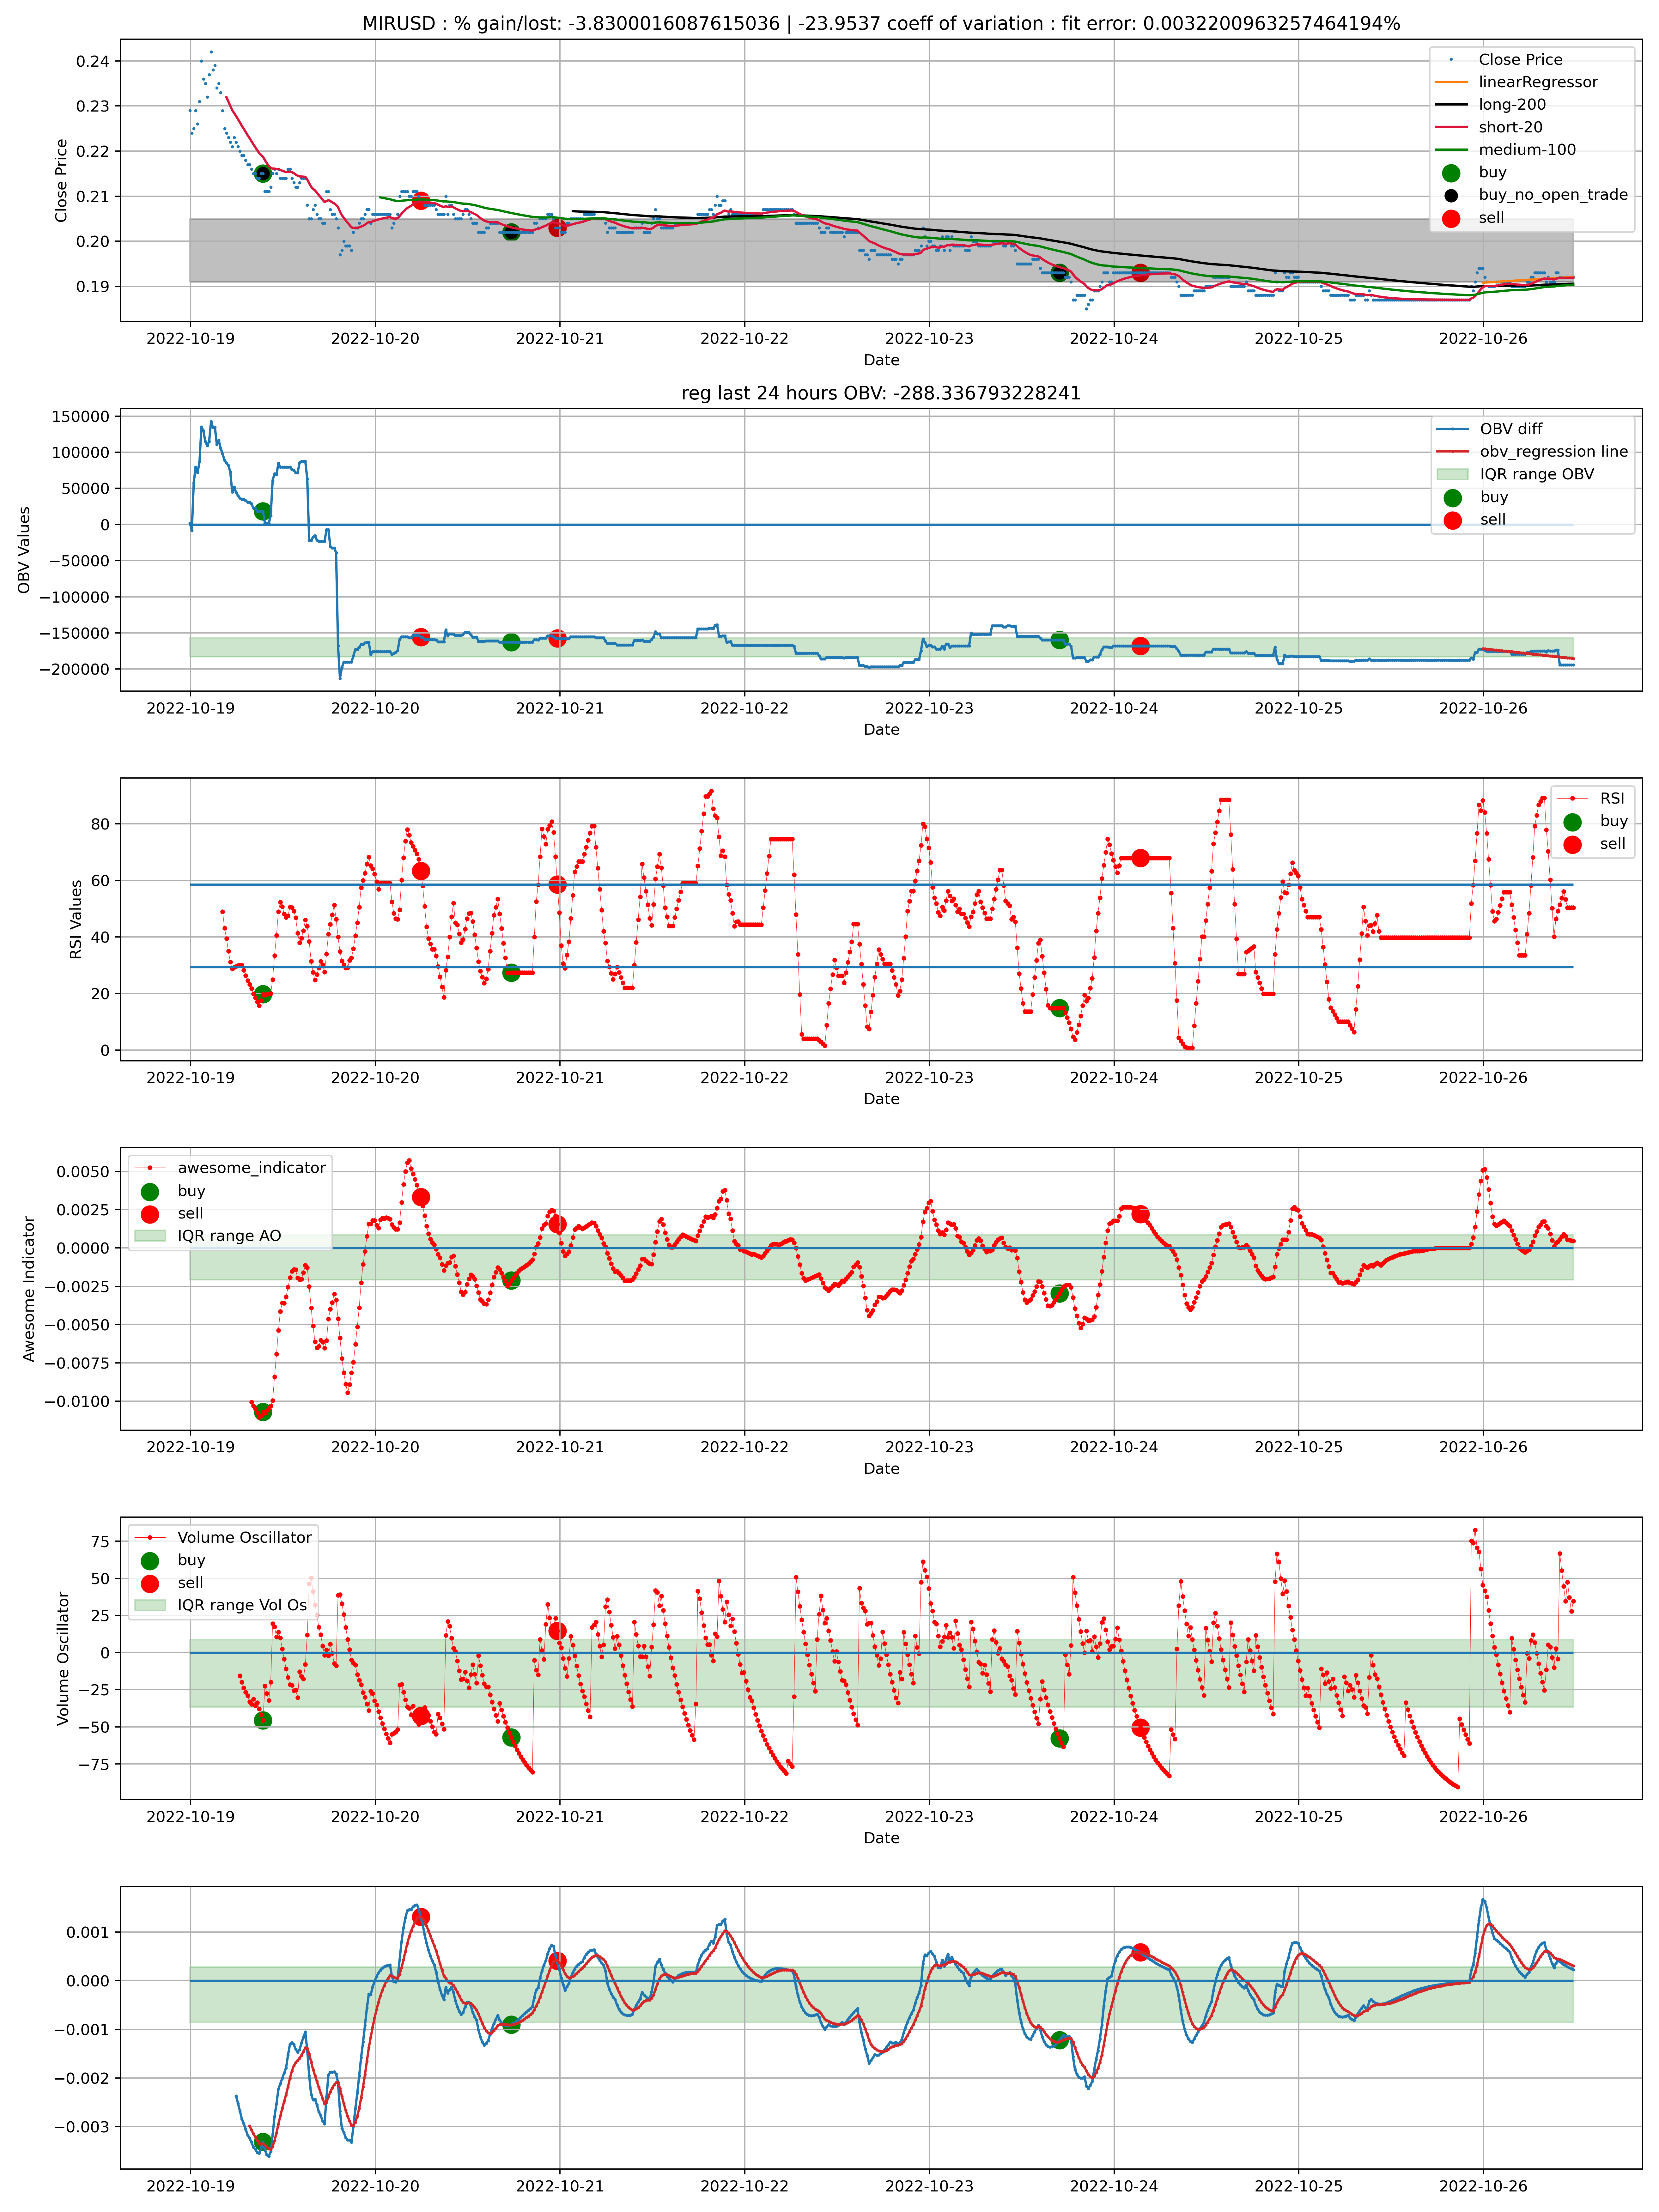 MIRUSD : % gain/lost: -3.8300016087615036 | -23.9537 coeff of variation : fit error: 0.0032200963257464194%
0.24
0.23
0.22
0.21
0.20
0.19
Close Price
Close Price
linearRegressor
long-200
short-20
medium-100
buy
buy_no_open_trade
sell
2022-10-19 2022-10-20 2022-10-21 2022-10-22 2022-10-23 2022-10-24 2022-10-25 2022-10-26
Date
reg last 24 hours OBV: -288.336793228241
150000
100000
50000
0
−50000
−100000
−150000
−200000
OBV Values
OBV diff
obv_regression line
IQR range OBV
buy
sell
2022-10-19 2022-10-20 2022-10-21 2022-10-22 2022-10-23 2022-10-24 2022-10-25 2022-10-26
Date
80
60
40
20
0
RSI Values
RSI
buy
sell
2022-10-19 2022-10-20 2022-10-21 2022-10-22 2022-10-23 2022-10-24 2022-10-25 2022-10-26
Date
0.0050
0.0025
0.0000
−0.0025
−0.0050
−0.0075
−0.0100
Awesome Indicator
awesome_indicator
buy
sell
IQR range AO
2022-10-19 2022-10-20 2022-10-21 2022-10-22 2022-10-23 2022-10-24 2022-10-25 2022-10-26
Date
75
50
25
0
−25
−50
−75
Volume Oscillator
Volume Oscillator
buy
sell
IQR range Vol Os
2022-10-19 2022-10-20 2022-10-21 2022-10-22 2022-10-23 2022-10-24 2022-10-25 2022-10-26
Date
0.001
0.000
−0.001
−0.002
−0.003
2022-10-19 2022-10-20 2022-10-21 2022-10-22 2022-10-23 2022-10-24 2022-10-25 2022-10-26